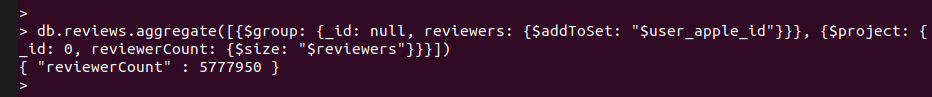 >
> db.reviews.aggregate([{$group: {_id: null, reviewers: {$addToSet: "$user_apple_id"}}}, {$project: {
_id: 0, reviewerCount: {$size: "$reviewers"}}}])
{ "reviewerCount" : 5777950 }
>